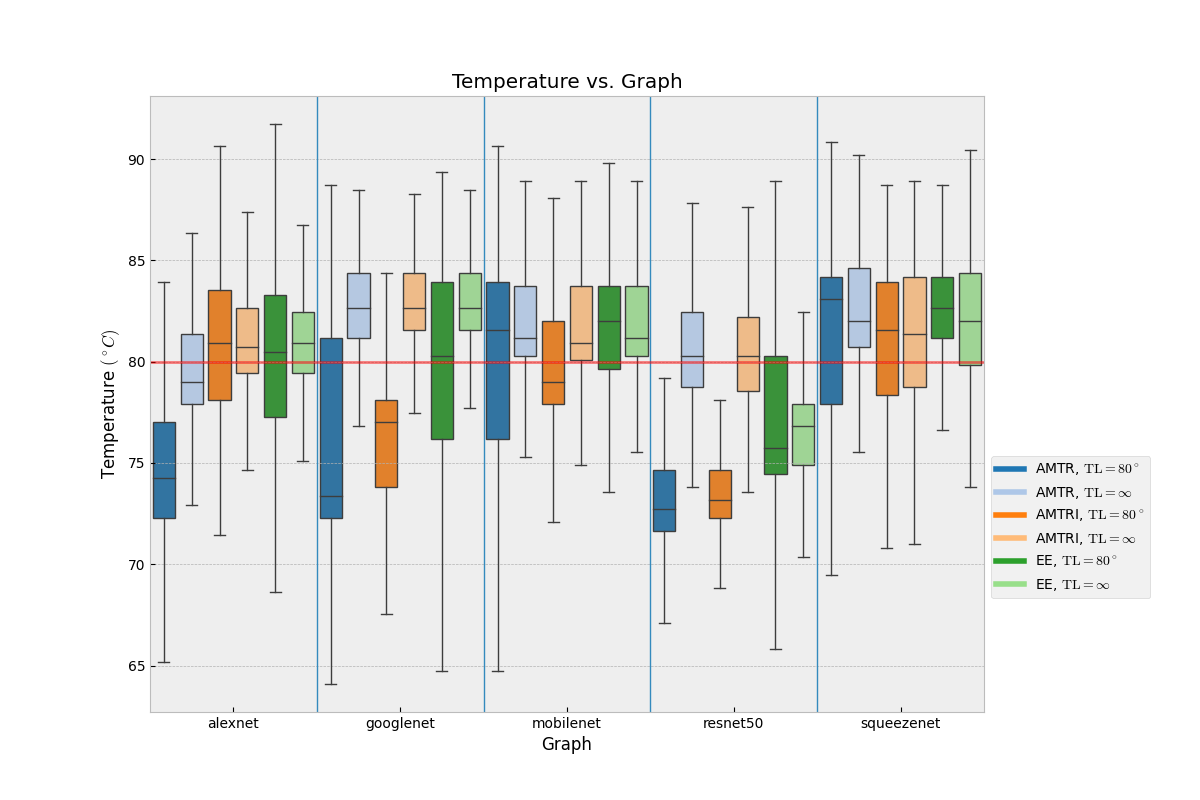 Temperature vs. Graph
Temperature (°C)
90
85
80
75
70
65
alexnet googlenet mobilenet resnet50 squeezenet
Graph
AMTR, TL = 80°
AMTR, TL = ∞
AMTRI, TL = 80°
AMTRI, TL = ∞
EE, TL = 80°
EE, TL = ∞